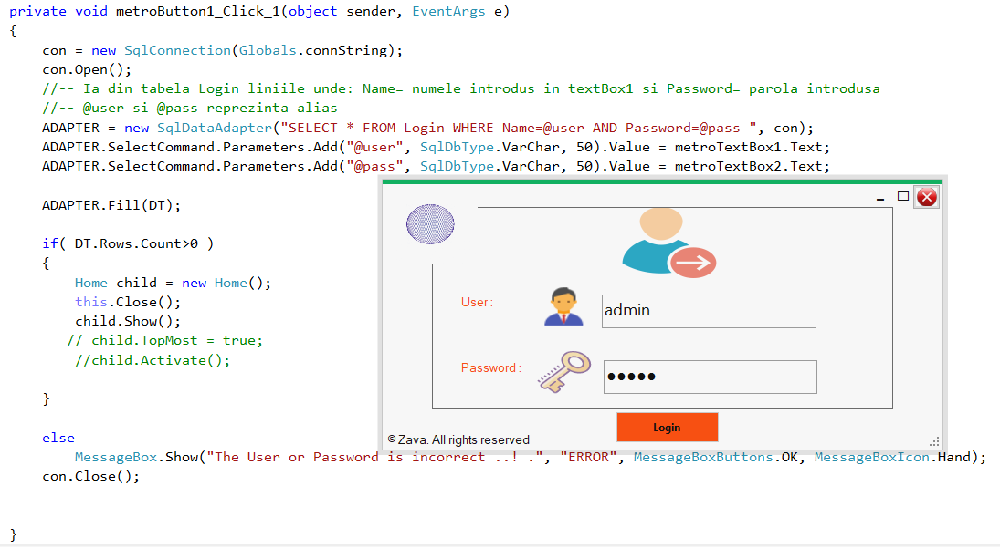 private void metroButton1_Click_1(object sender, EventArgs e)
{
con = new SqlConnection(Globals.connString);
con.Open();
//-- Ia din tabela Login liniile unde: Name= numele introdus in textBox1 si Password= parola introdusa
//-- @user si @pass reprezinta alias
ADAPTER = new SqlDataAdapter("SELECT * FROM Login WHERE Name=@user AND Password=@pass ", con);
ADAPTER.SelectCommand.Parameters.Add("@user", SqlDbType.VarChar, 50).Value = metroTextBox1.Text;
ADAPTER.SelectCommand.Parameters.Add("@pass", SqlDbType.VarChar, 50).Value = metroTextBox2.Text;
ADAPTER.Fill(DT);
if( DT.Rows.Count>0 )
{
Home child = new Home();
this.Close();
child.Show();
// child.TopMost = true;
//child.Activate();
}
else
MessageBox.Show("The User or Password is incorrect ..! .", "ERROR", MessageBoxButtons.OK, MessageBoxIcon.Hand);
con.Close();
}
User:
admin
Password:
●●●●●
Login
© Zava. All rights reserved